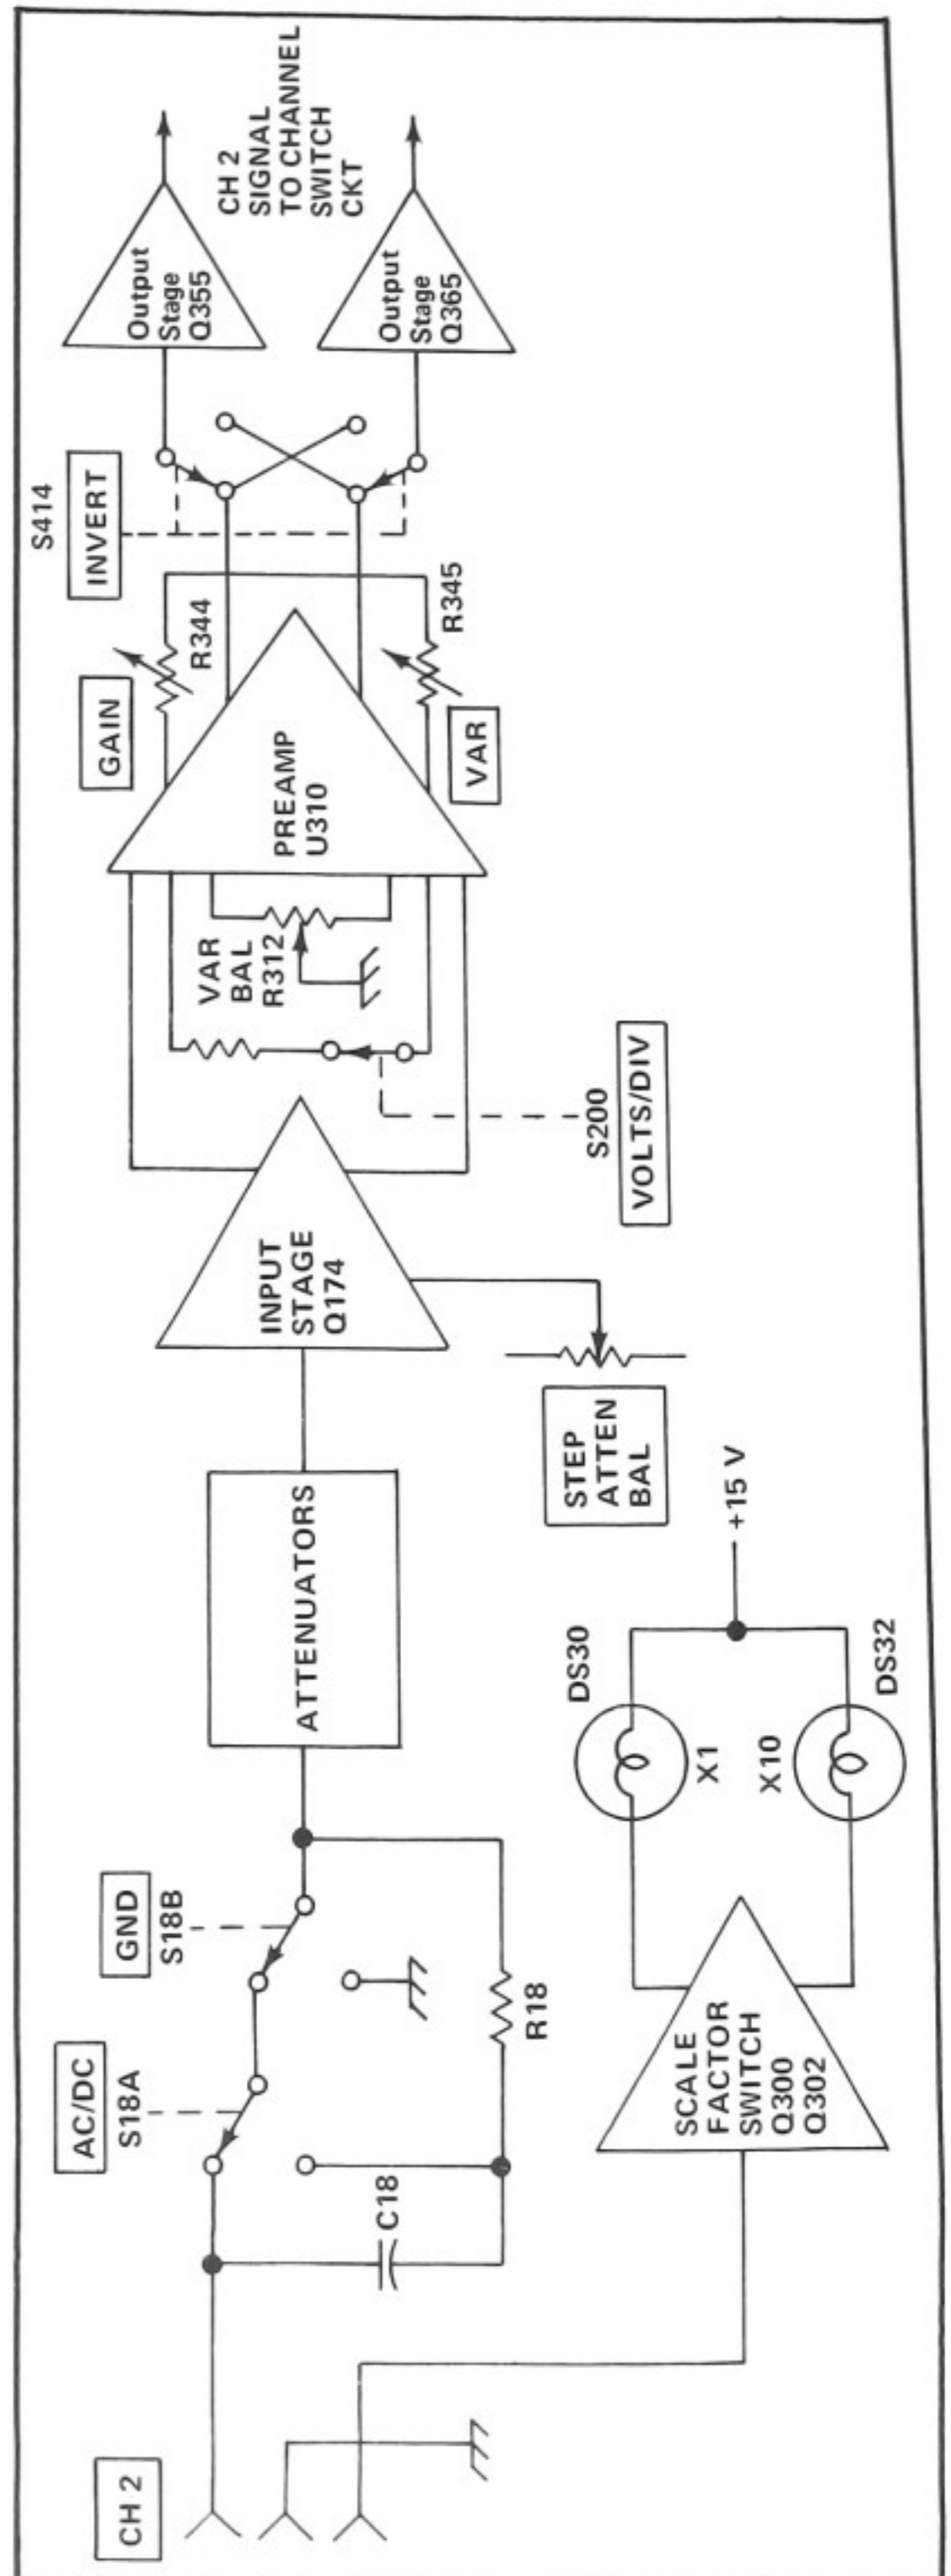 CH 2
AC/DC
S18A
GND
S18B
C18
R18
ATTENUATORS
INPUT
STAGE
Q174
STEP
ATTEN
BAL
S200
VOLTS/DIV
VAR
BAL
R312
PREAMP
U310
GAIN
R344
VAR
R345
S414
INVERT
Output
Stage
Q355
Output
Stage
Q365
CH 2
SIGNAL
TO CHANNEL
SWITCH
CKT
SCALE
FACTOR
SWITCH
Q300
Q302
DS30
X1
X10
DS32
+15 V